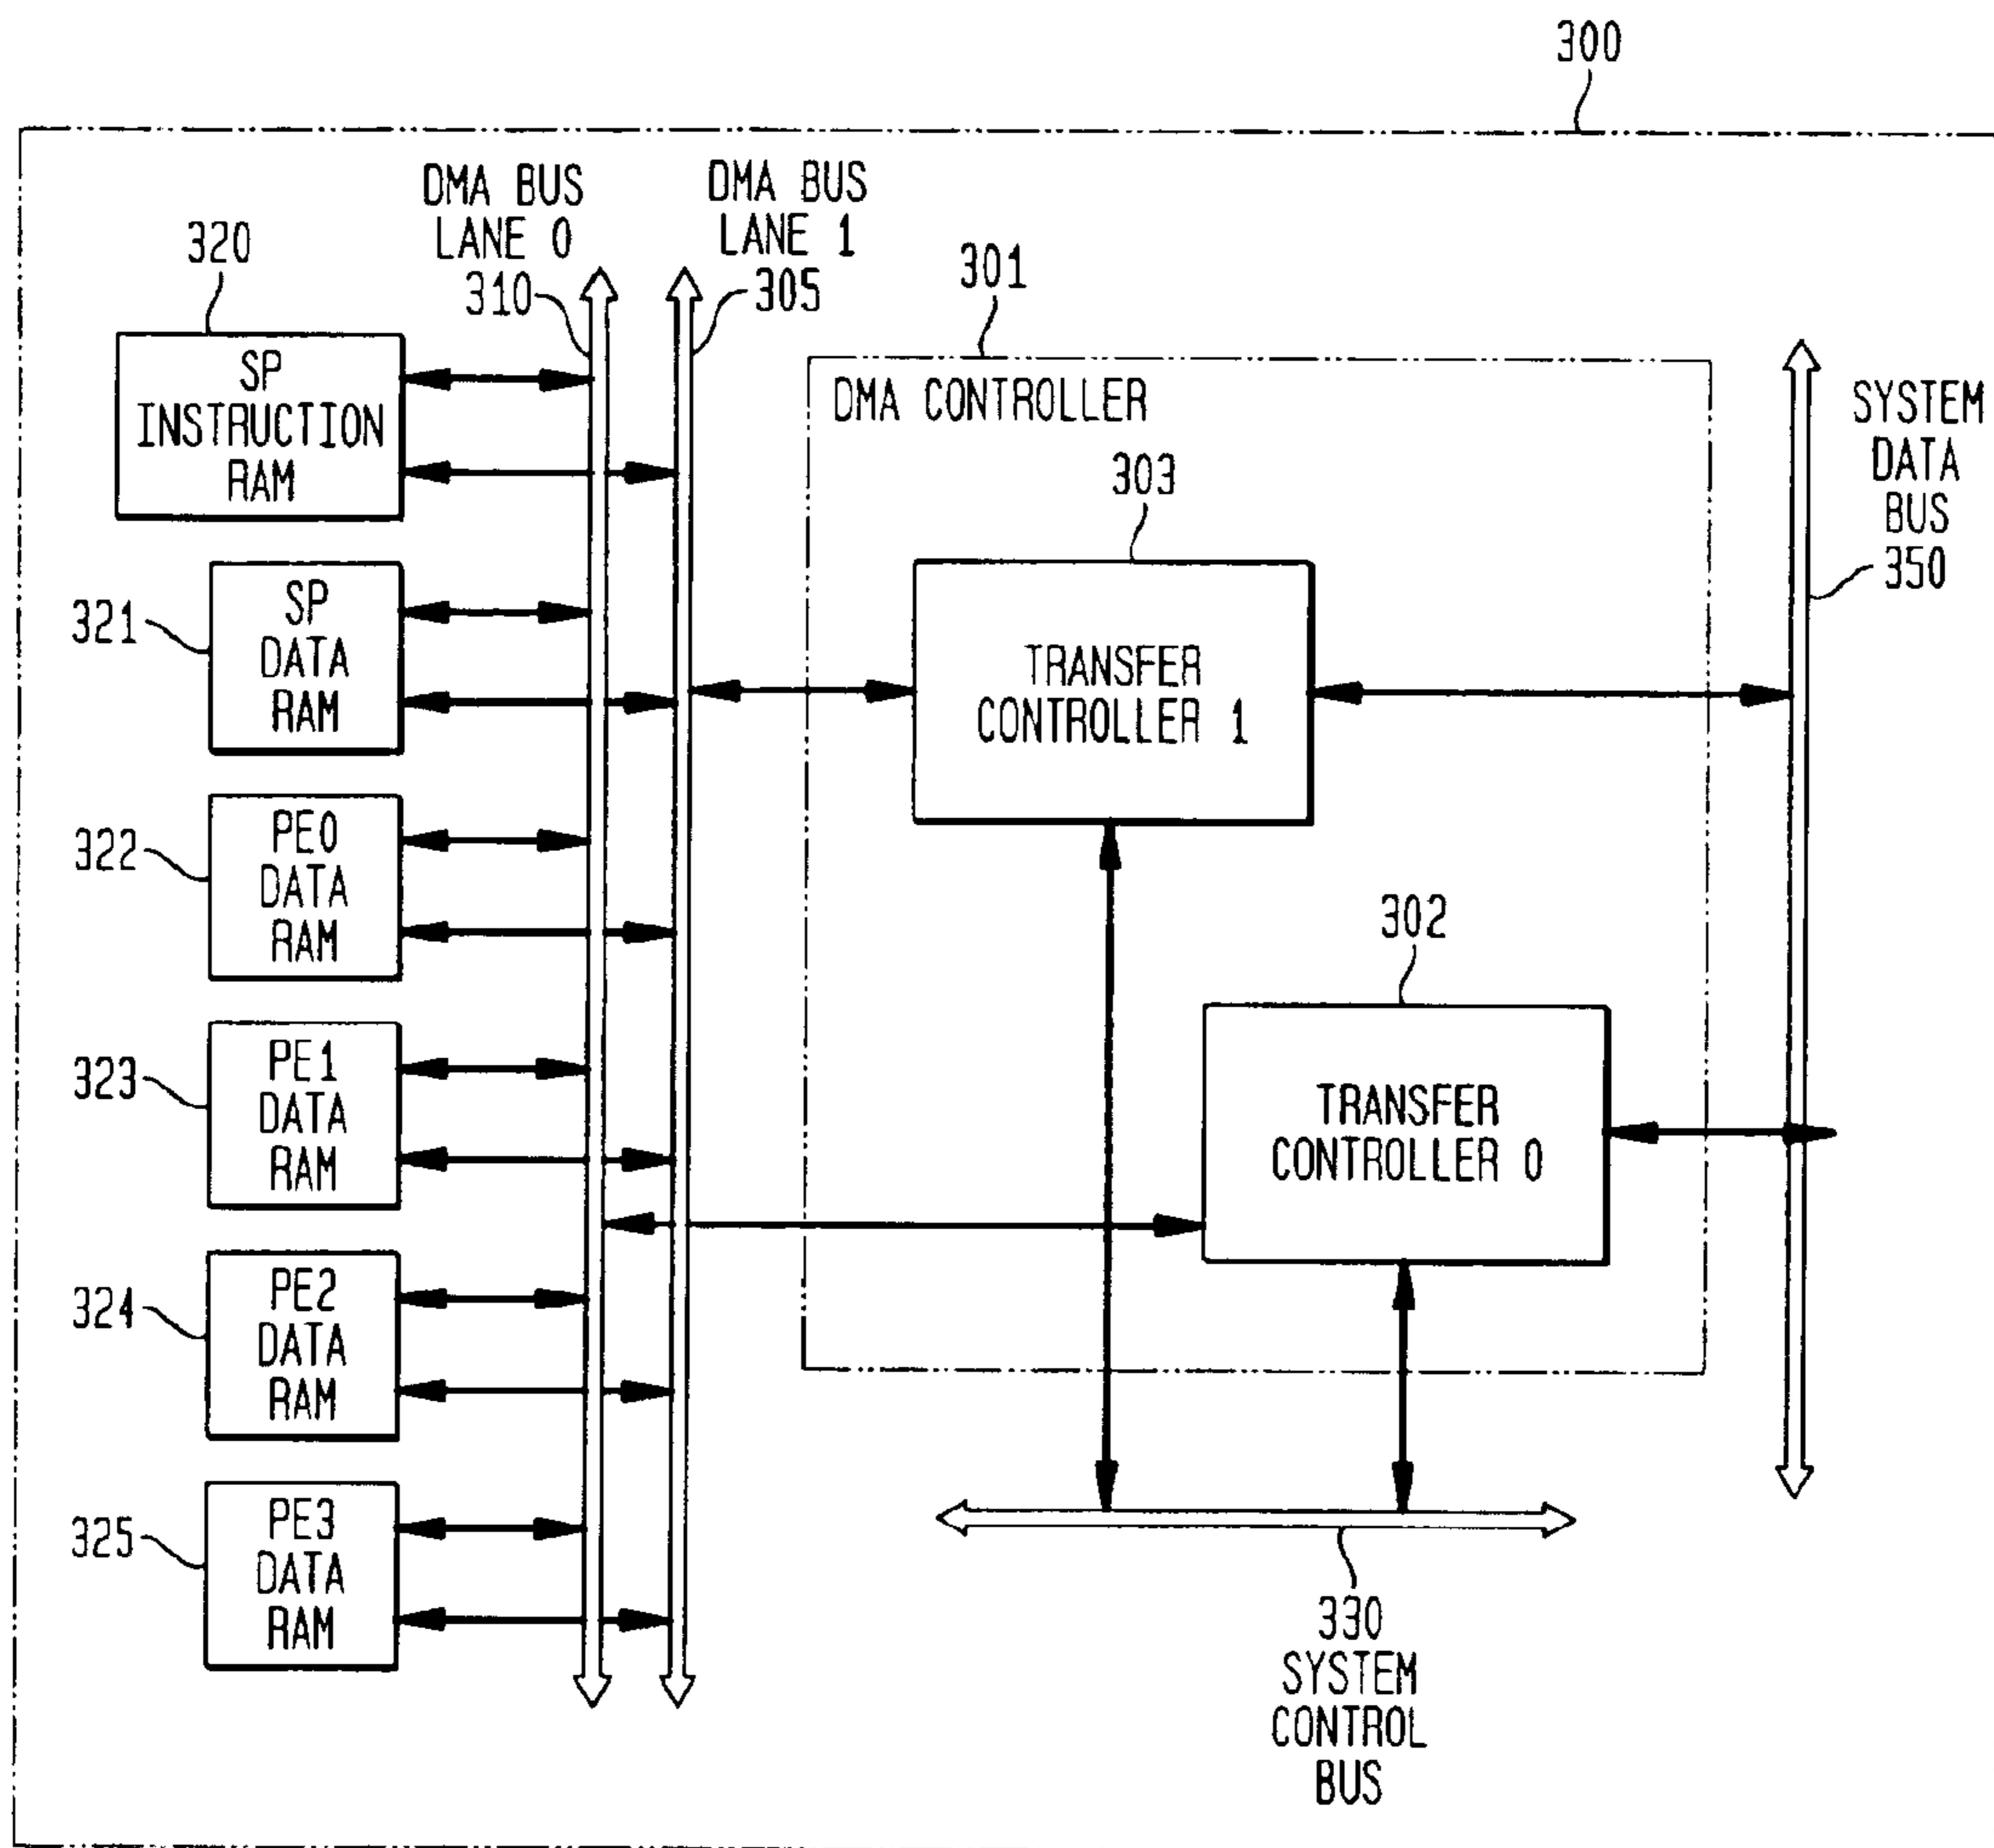 300
DMA BUS
LANE 0
310
DMA BUS
LANE 1
305
320
SP
INSTRUCTION
RAM
321
SP
DATA
RAM
322
PE0
DATA
RAM
323
PE1
DATA
RAM
324
PE2
DATA
RAM
325
PE3
DATA
RAM
301
DMA CONTROLLER
303
TRANSFER
CONTROLLER 1
302
TRANSFER
CONTROLLER 0
SYSTEM
DATA
BUS
350
330
SYSTEM
CONTROL
BUS